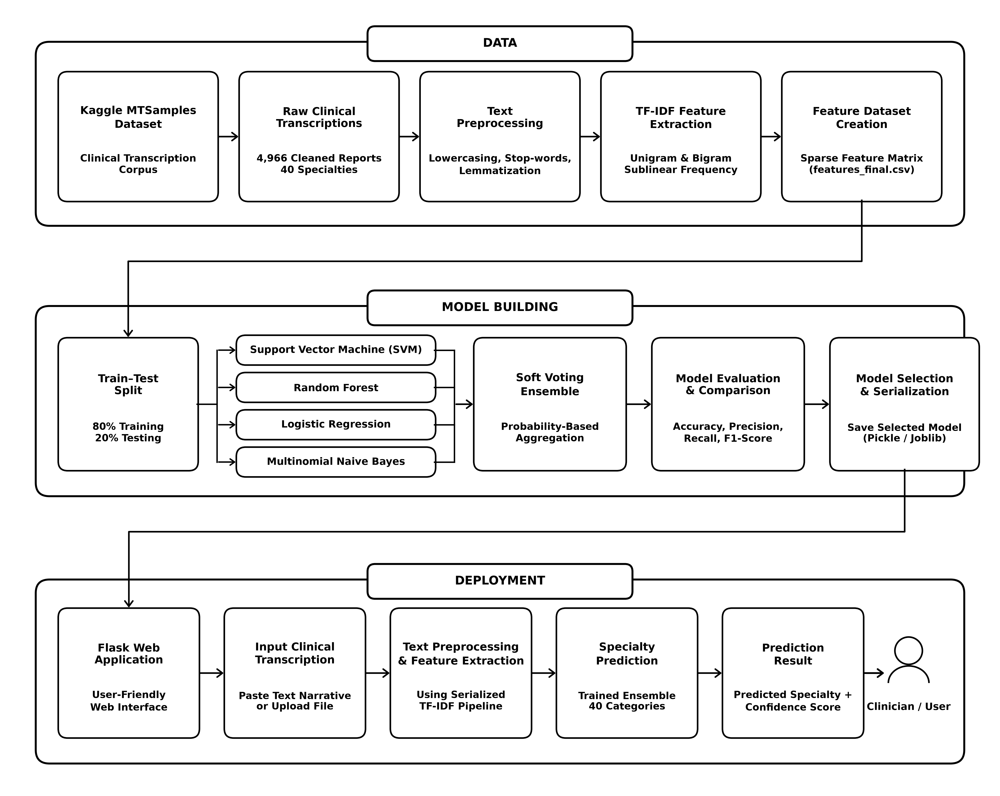 DATA
Kaggle MTSamples
Dataset
Clinical Transcription
Corpus
Raw Clinical
Transcriptions
4,966 Cleaned Reports
40 Specialties
Text
Preprocessing
Lowercasing, Stop-words,
Lemmatization
TF-IDF Feature
Extraction
Unigram & Bigram
Sublinear Frequency
Feature Dataset
Creation
Sparse Feature Matrix
(features_final.csv)
MODEL BUILDING
Train–Test
Split
80% Training
20% Testing
Support Vector Machine (SVM)
Random Forest
Logistic Regression
Multinomial Naive Bayes
Soft Voting
Ensemble
Probability-Based
Aggregation
Model Evaluation
& Comparison
Accuracy, Precision,
Recall, F1-Score
Model Selection
& Serialization
Save Selected Model
(Pickle / Joblib)
DEPLOYMENT
Flask Web
Application
User-Friendly
Web Interface
Input Clinical
Transcription
Paste Text Narrative
or Upload File
Text Preprocessing
& Feature Extraction
Using Serialized
TF-IDF Pipeline
Specialty
Prediction
Trained Ensemble
40 Categories
Prediction
Result
Predicted Specialty +
Confidence Score
Clinician / User